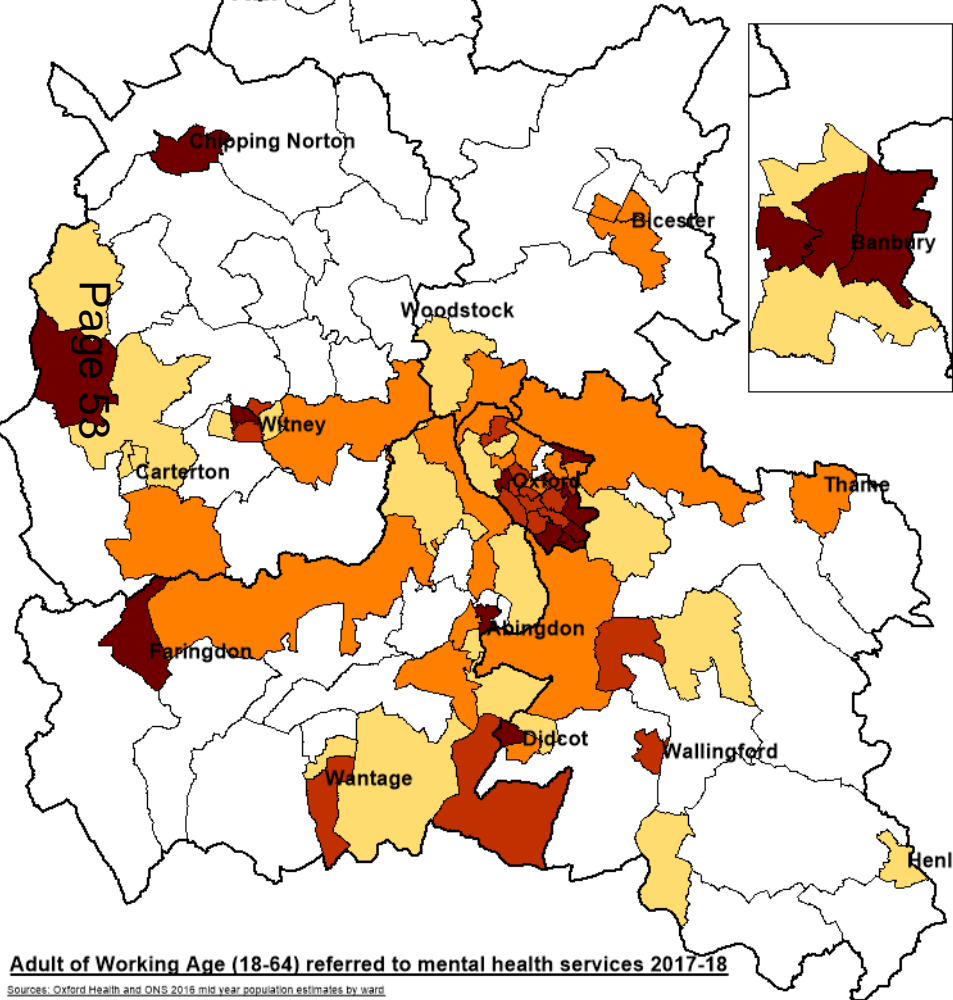 Chipping Norton
Bicester
Banbury
Page 53
Woodstock
Witney
Carterton
Oxford
Thame
Abingdon
Faringdon
Didcot
Wallingford
Wantage
Henl
Adult of Working Age (18-64) referred to mental health services 2017-18
Sources: Oxford Health and ONS 2016 mid year population estimates by ward